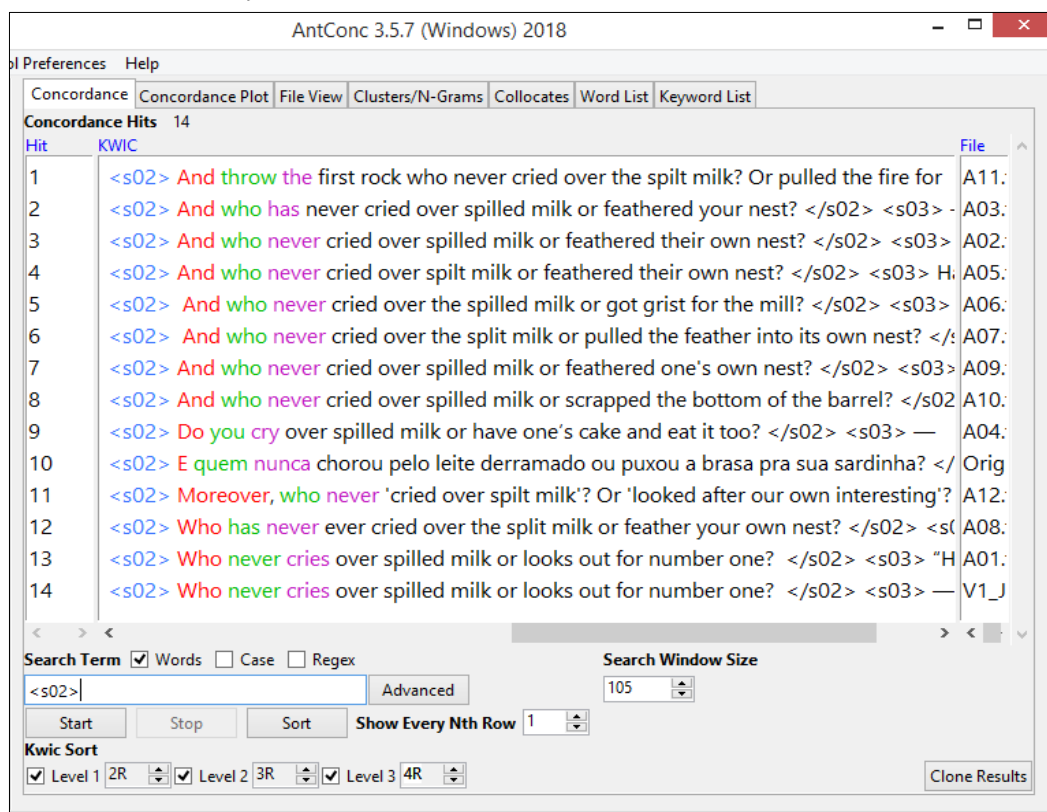 AntConc 3.5.7 (Windows) 2018
ol Preferences Help
Concordance Concordance Plot File View Clusters/N-Grams Collocates Word List Keyword List
Concordance Hits 14
Hit KWIC File
1 <s02> And throw the first rock who never cried over the spilt milk? Or pulled the fire for A11.
2 <s02> And who has never cried over spilled milk or feathered your nest? </s02> <s03> - A03.
3 <s02> And who never cried over spilled milk or feathered their own nest? </s02> <s03> A02.
4 <s02> And who never cried over spilt milk or feathered their own nest? </s02> <s03> Ha A05.
5 <s02> And who never cried over the spilled milk or got grist for the mill? </s02> <s03> A06.
6 <s02> And who never cried over the split milk or pulled the feather into its own nest? </s A07.
7 <s02> And who never cried over spilled milk or feathered one's own nest? </s02> <s03> A09.
8 <s02> And who never cried over spilled milk or scrapped the bottom of the barrel? </s02 A10.
9 <s02> Do you cry over spilled milk or have one’s cake and eat it too? </s02> <s03> — A04.
10 <s02> E quem nunca chorou pelo leite derramado ou puxou a brasa pra sua sardinha? </ Orig
11 <s02> Moreover, who never 'cried over spilt milk'? Or 'looked after our own interesting'? A12.
12 <s02> Who has never ever cried over the split milk or feather your own nest? </s02> <s( A08.
13 <s02> Who never cries over spilled milk or looks out for number one? </s02> <s03> “H A01.
14 <s02> Who never cries over spilled milk or looks out for number one? </s02> <s03> — V1_J
Search Term Words Case Regex Search Window Size
<s02> Advanced 105
Start Stop Sort Show Every Nth Row 1
Kwic Sort
Level 1 2R Level 2 3R Level 3 4R Clone Results